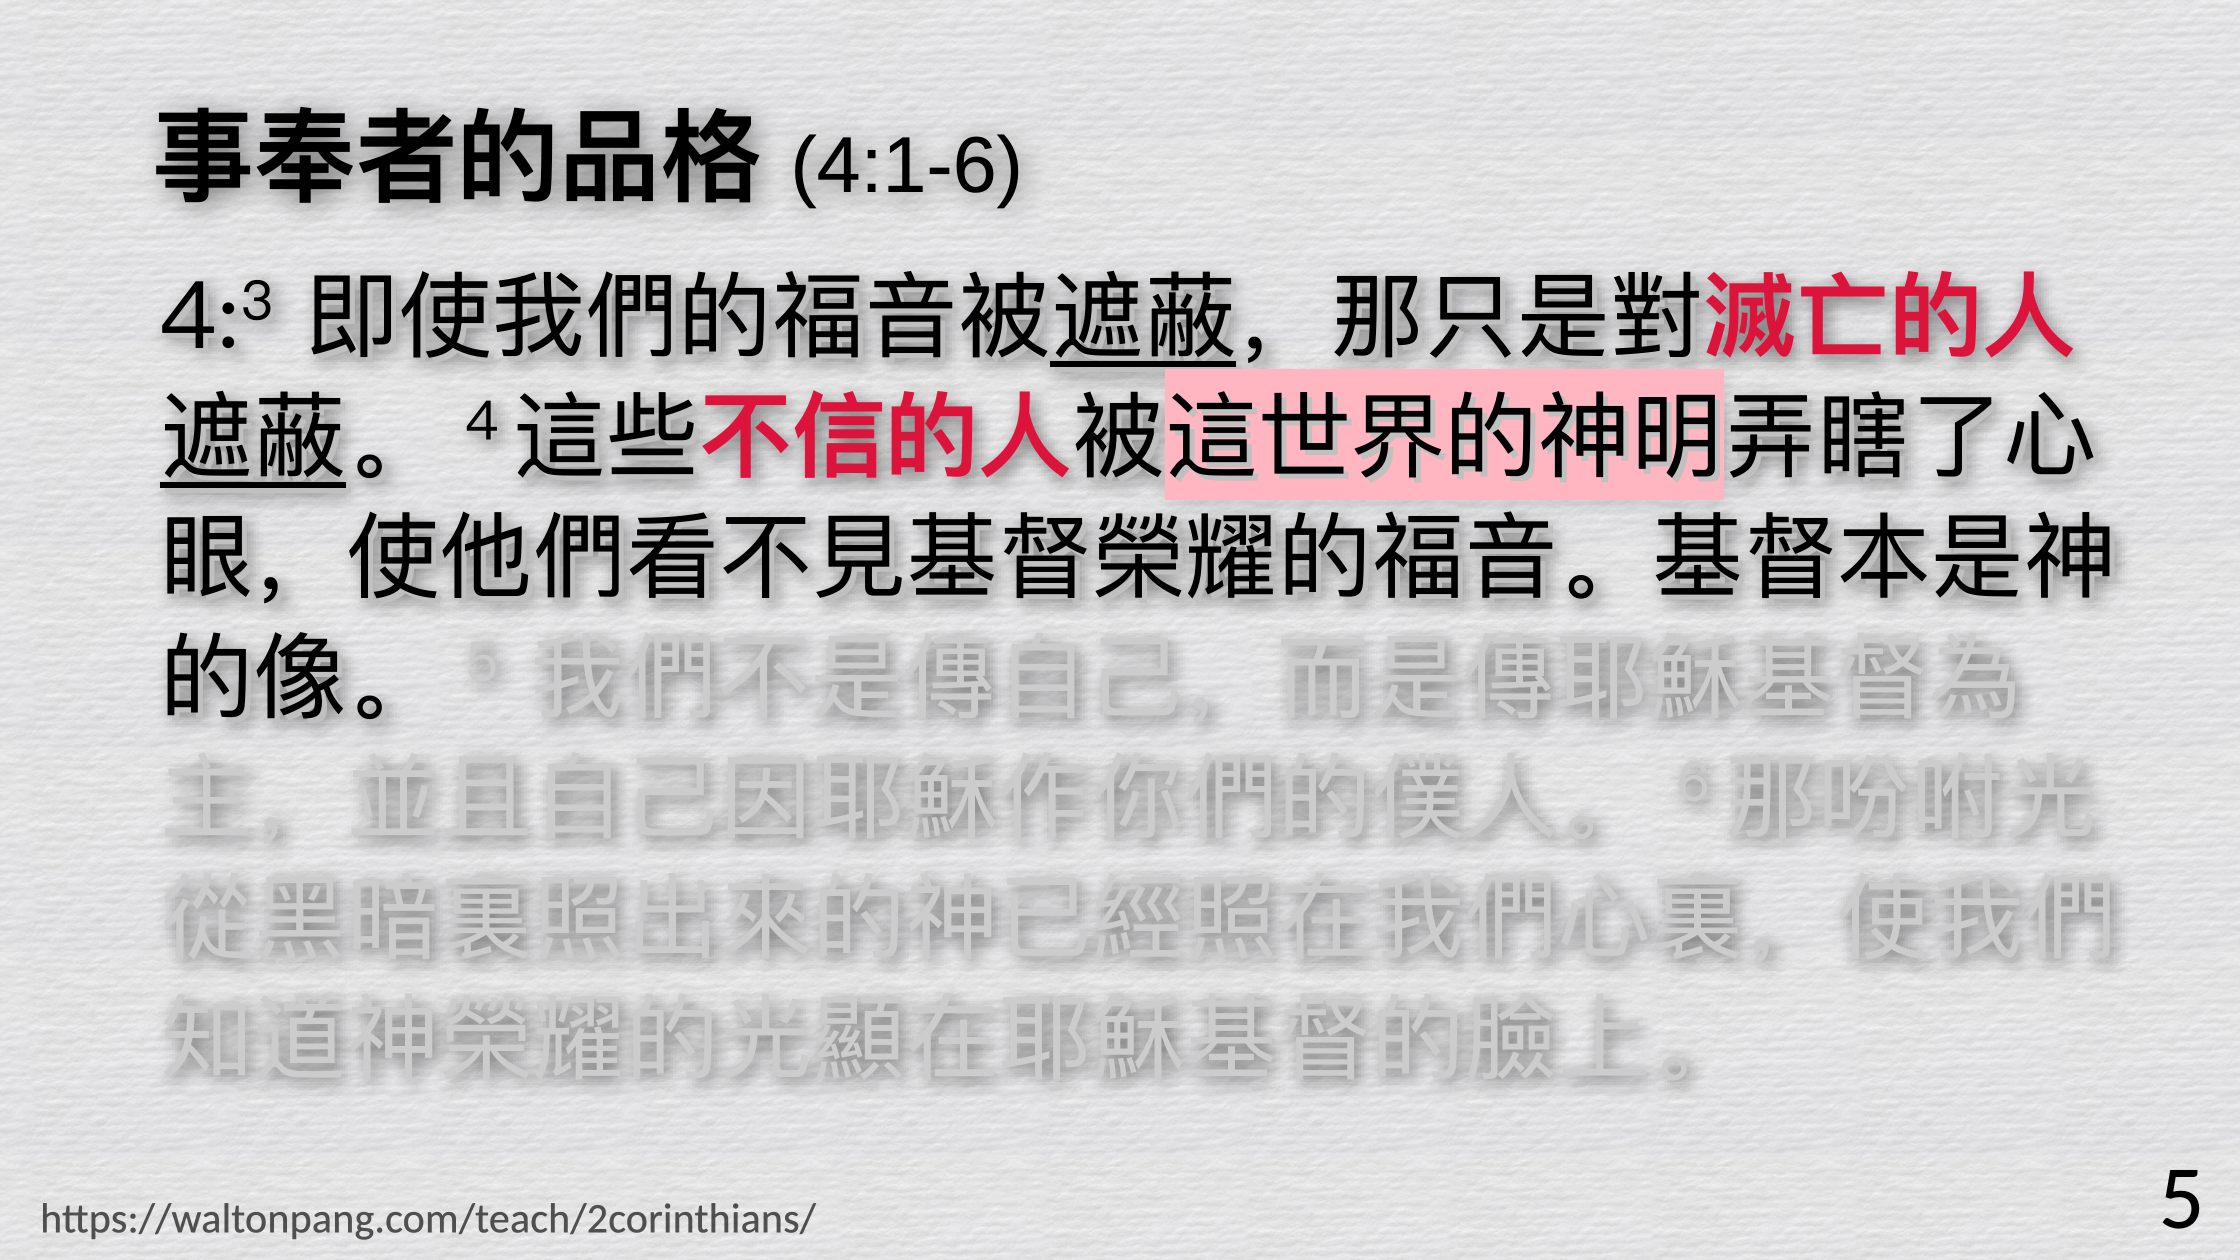 事奉者的品格 (4:1-6)
4:³ 即使我們的福音被遮蔽，那只是對滅亡的人
遮蔽。 ⁴ 這些不信的人被這世界的神明弄瞎了心
眼，使他們看不見基督榮耀的福音。基督本是神
的像。 ⁵ 我們不是傳自己，而是傳耶穌基督為
主，並且自己因耶穌作你們的僕人。 ⁶ 那吩咐光
從黑暗裏照出來的神已經照在我們心裏，使我們
知道神榮耀的光顯在耶穌基督的臉上。
https://waltonpang.com/teach/2corinthians/
5